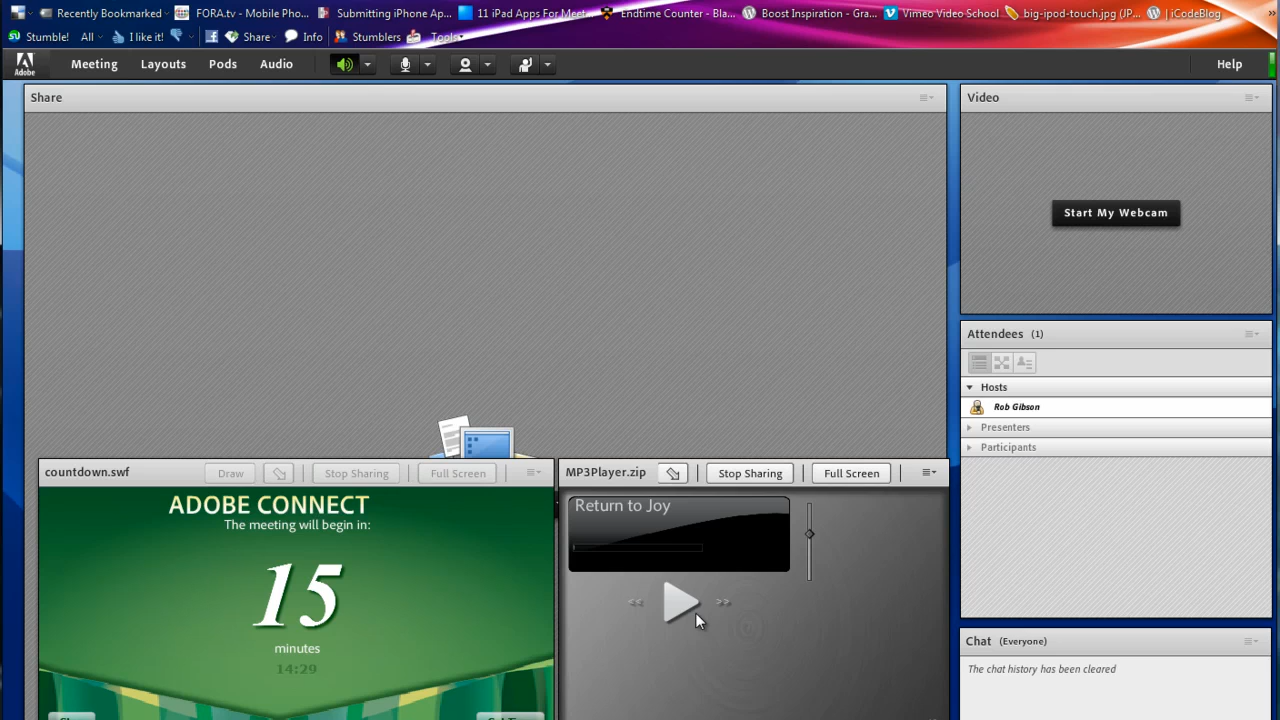 Recently Bookmarked
FORA.tv - Mobile Pho...
Submitting iPhone Ap...
11 iPad Apps For Meet...
Endtime Counter - Bla...
Boost Inspiration - Gra...
Vimeo Video School
big-ipod-touch.jpg (JP...
| iCodeBlog
»
Stumble! All I like it! Share Info Stumblers Tools
Adobe
Meeting Layouts Pods Audio Help
Share
Video
Start My Webcam
Attendees (1)
Hosts
Rob Gibson
Presenters
Participants
countdown.swf Draw Stop Sharing Full Screen
ADOBE CONNECT
The meeting will begin in:
15
minutes
14:29
MP3Player.zip Stop Sharing Full Screen
Return to Joy
<< >>
Chat (Everyone)
The chat history has been cleared